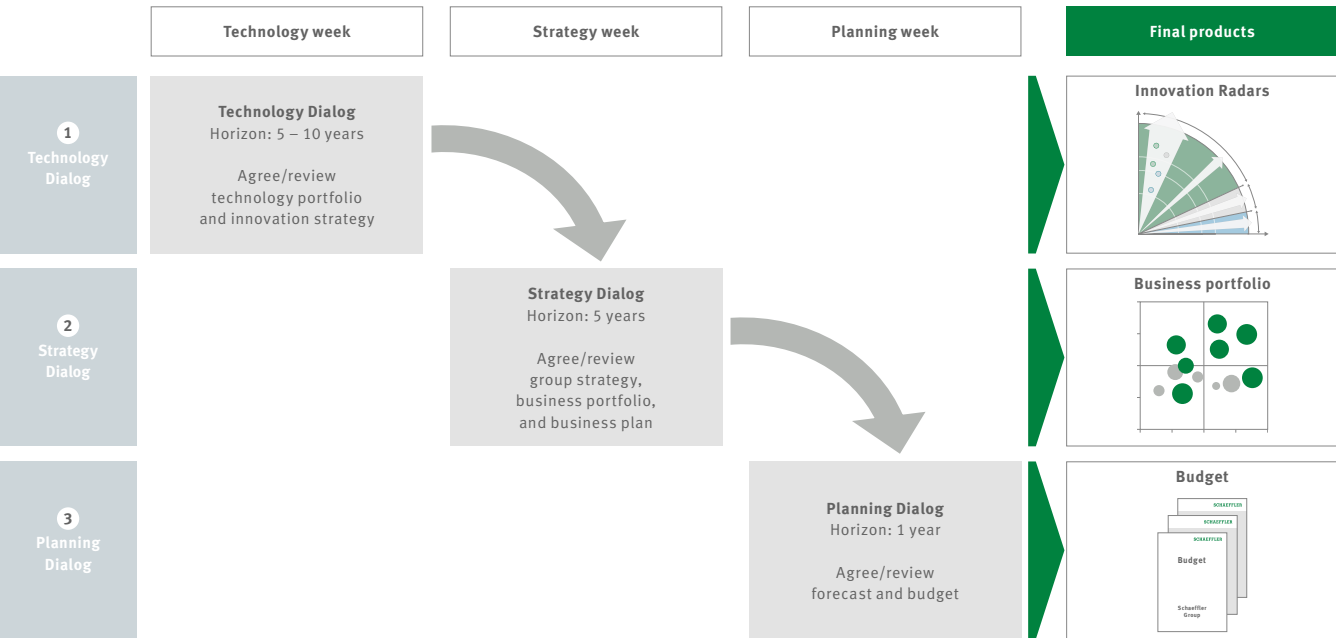 Technology week
Strategy week
Planning week
Final products
1
Technology
Dialog
Technology Dialog
Horizon: 5 – 10 years
Agree/review
technology portfolio
and innovation strategy
Innovation Radars
2
Strategy
Dialog
Strategy Dialog
Horizon: 5 years
Agree/review
group strategy,
business portfolio,
and business plan
Business portfolio
3
Planning
Dialog
Planning Dialog
Horizon: 1 year
Agree/review
forecast and budget
Budget
SCHAEFFLER
SCHAEFFLER
SCHAEFFLER
Budget
Schaeffler
Group